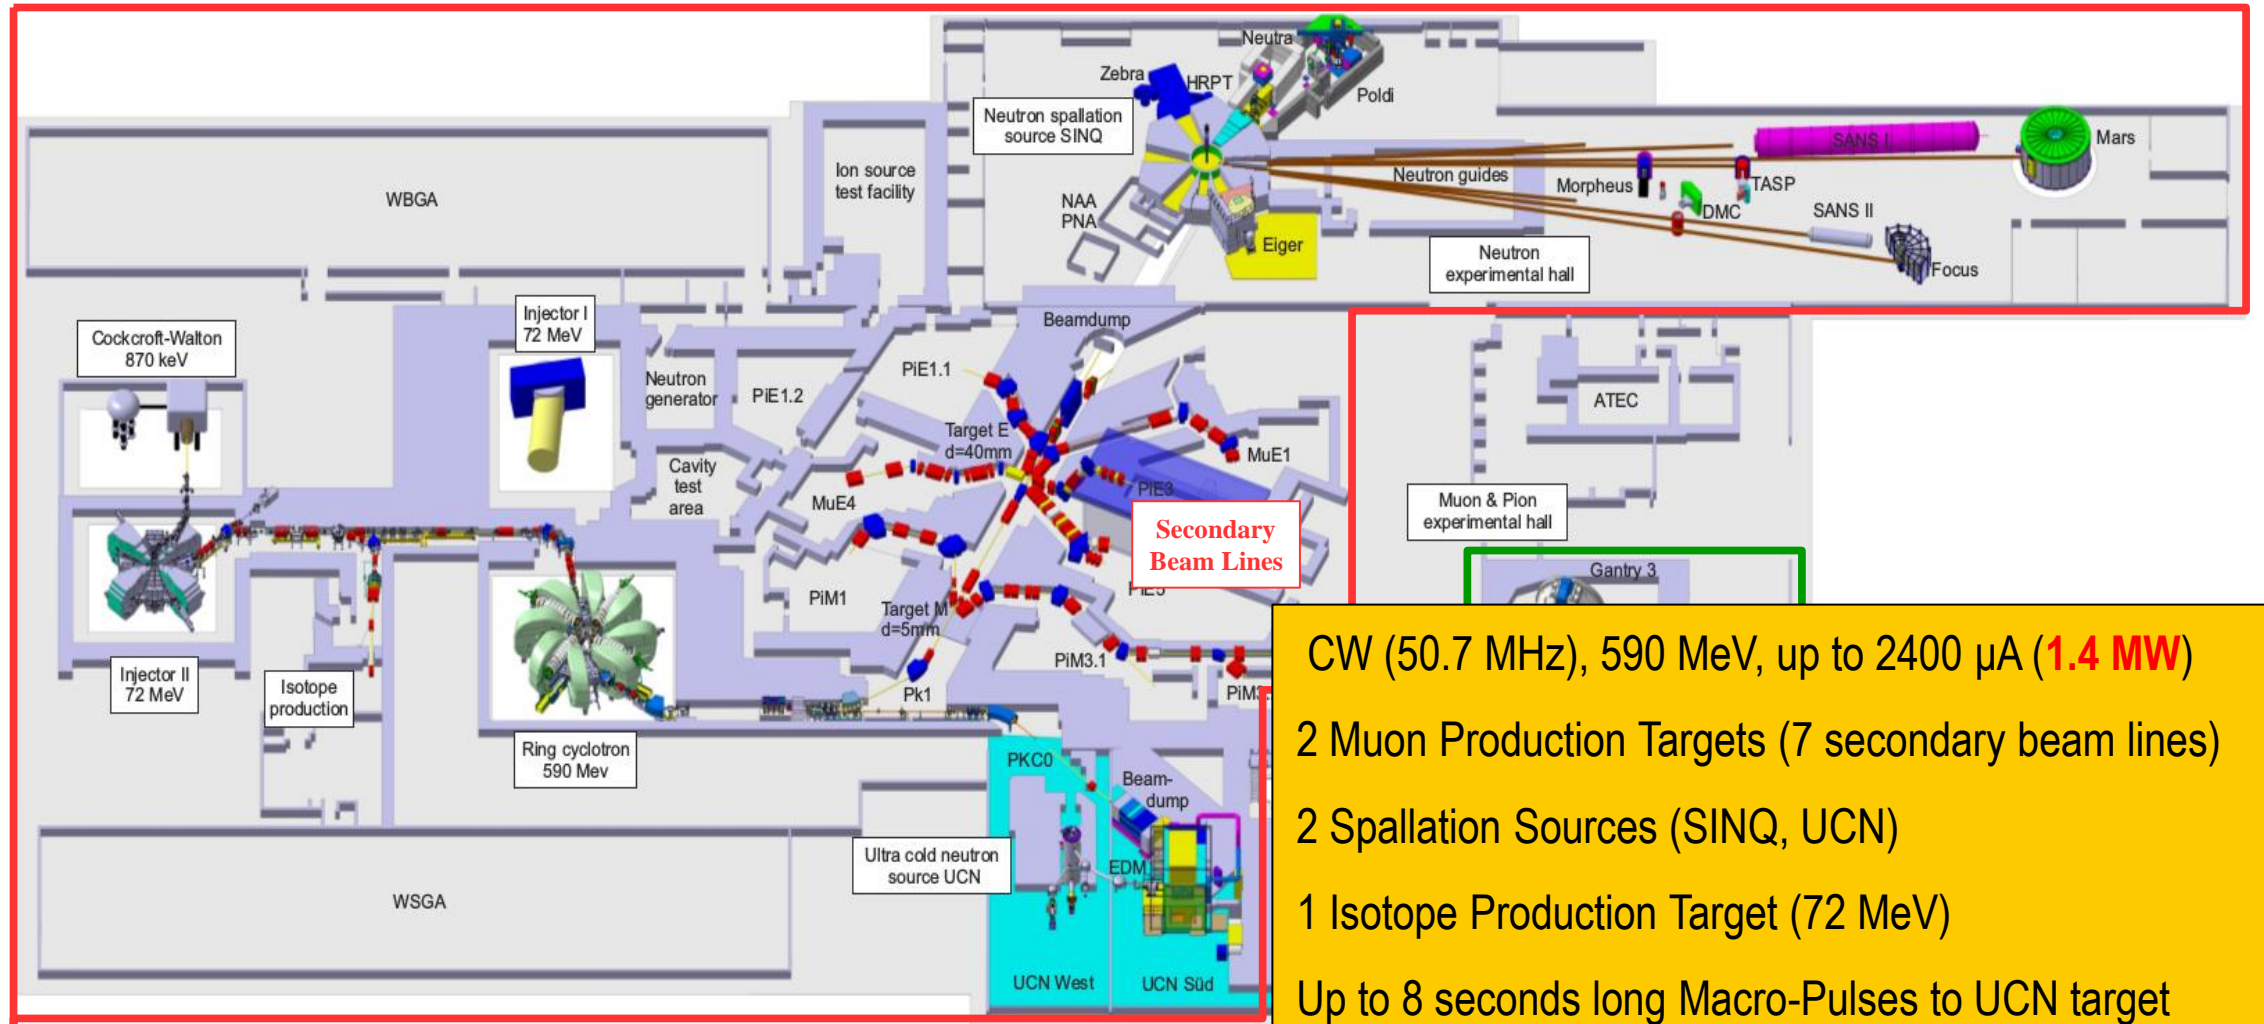 Neutra
Zebra
HRPT
Poldi
Neutron spallation
source SINQ
SANS I
Mars
Ion source
test facility
WBGA
Neutron guides
Morpheus
TASP
NAA
PNA
DMC
SANS II
Eiger
Neutron
experimental hall
Focus
Injector I
72 MeV
Beamdump
Cockcroft-Walton
870 keV
PiE1.1
Neutron
generator
PiE1.2
ATEC
Target E
d=40mm
MuE1
Cavity
test
area
PiE3
MuE4
Muon & Pion
experimental hall
Secondary
Beam Lines
Gantry 3
PiE5
PiM1
Target M
d=5mm
PiM3.1
Injector II
72 MeV
Isotope
production
Pk1
PiM3.
Ring cyclotron
590 Mev
PKC0
Beam-
dump
Ultra cold neutron
source UCN
EDM
WSGA
UCN West
UCN Süd
CW (50.7 MHz), 590 MeV, up to 2400 µA (1.4 MW)
2 Muon Production Targets (7 secondary beam lines)
2 Spallation Sources (SINQ, UCN)
1 Isotope Production Target (72 MeV)
Up to 8 seconds long Macro-Pulses to UCN target